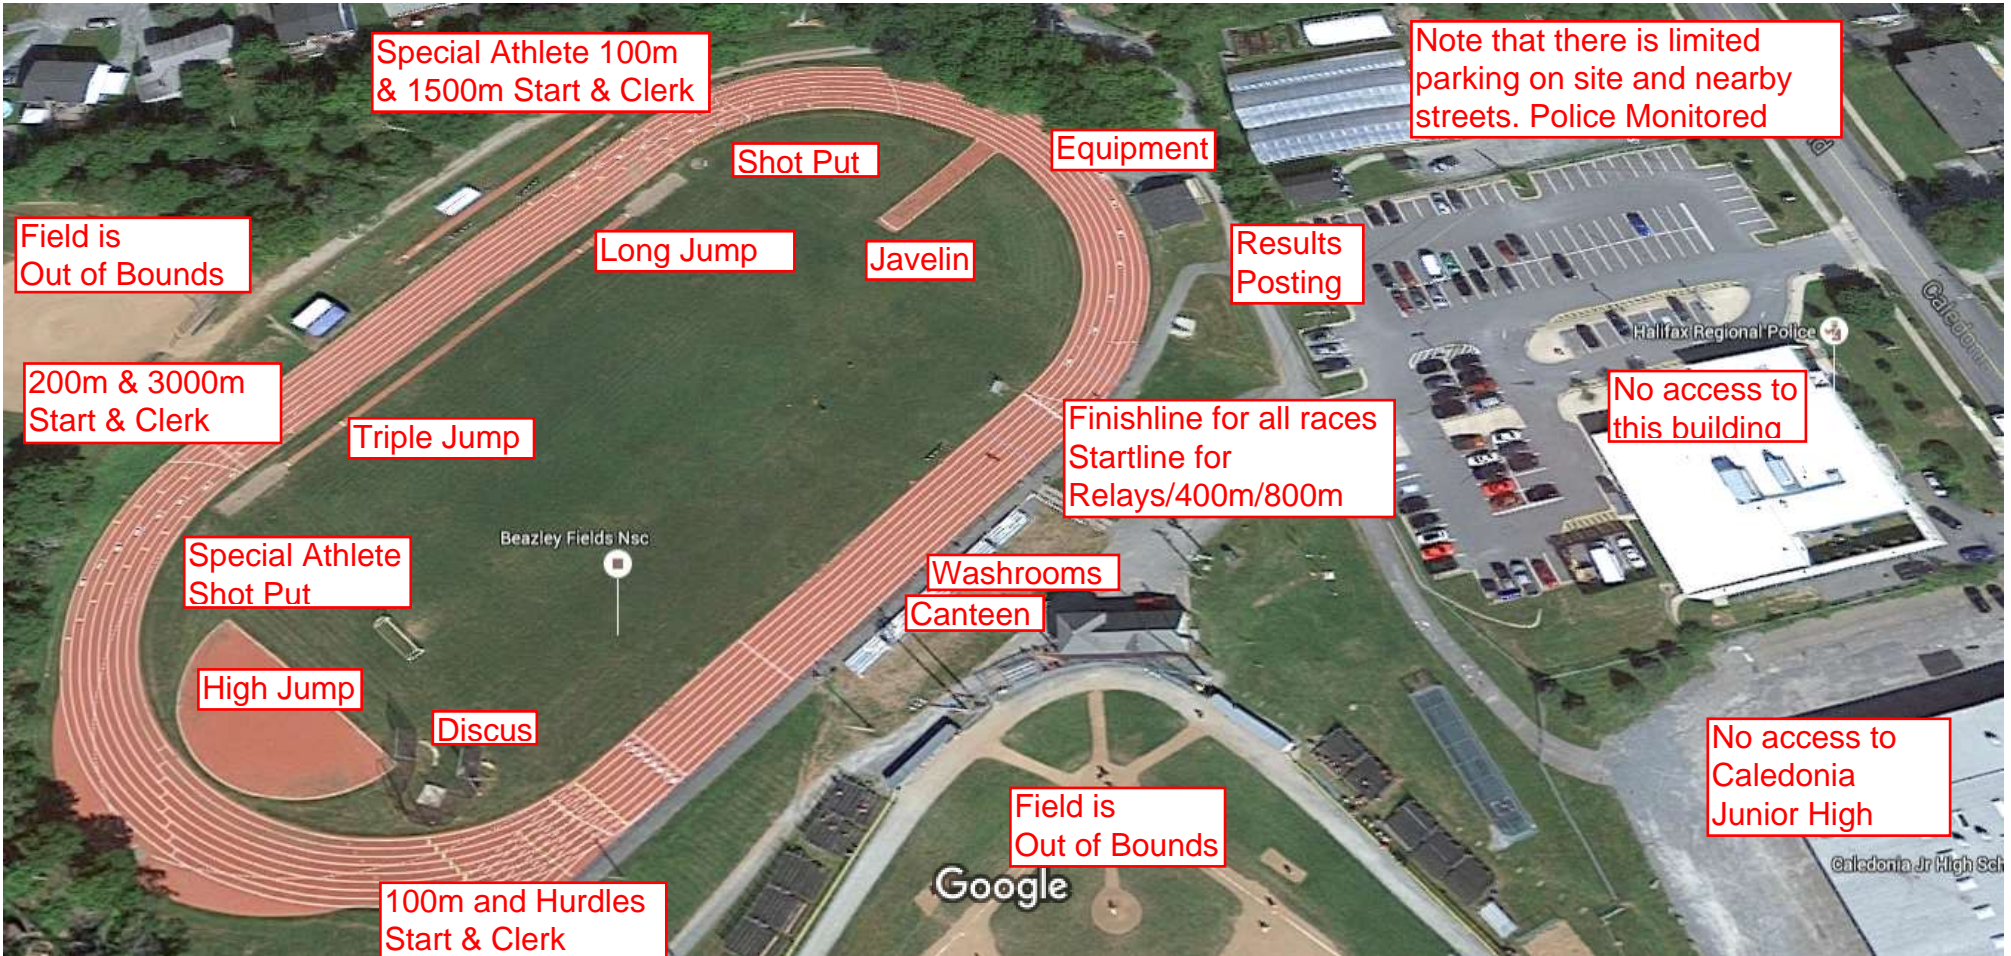 Special Athlete 100m
& 1500m Start & Clerk
Note that there is limited
parking on site and nearby
streets. Police Monitored
Shot Put
Equipment
Field is
Out of Bounds
Long Jump
Javelin
Results
Posting
Caledoni
Halifax Regional Police
200m & 3000m
Start & Clerk
Triple Jump
Finishline for all races
Startline for
Relays/400m/800m
No access to
this building
Beazley Fields Nsc
Special Athlete
Shot Put
Washrooms
Canteen
High Jump
Discus
No access to
Caledonia
Junior High
Field is
Out of Bounds
Caledonia Jr High Sch
Google
100m and Hurdles
Start & Clerk